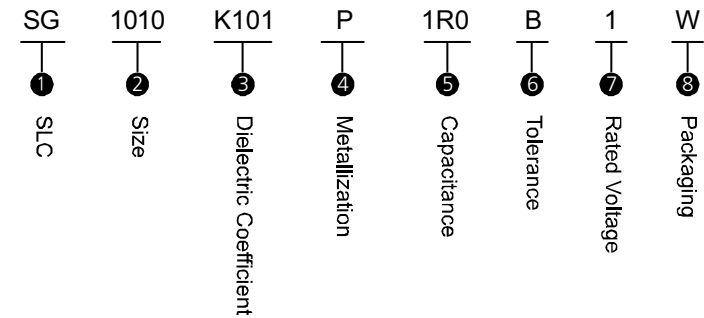 SG 1010 K101 P 1R0 B 1 W
1 2 3 4 5 6 7 8
SLC
Size
Dielectric Coefficient
Metallization
Capacitance
Tolerance
Rated Voltage
Packaging